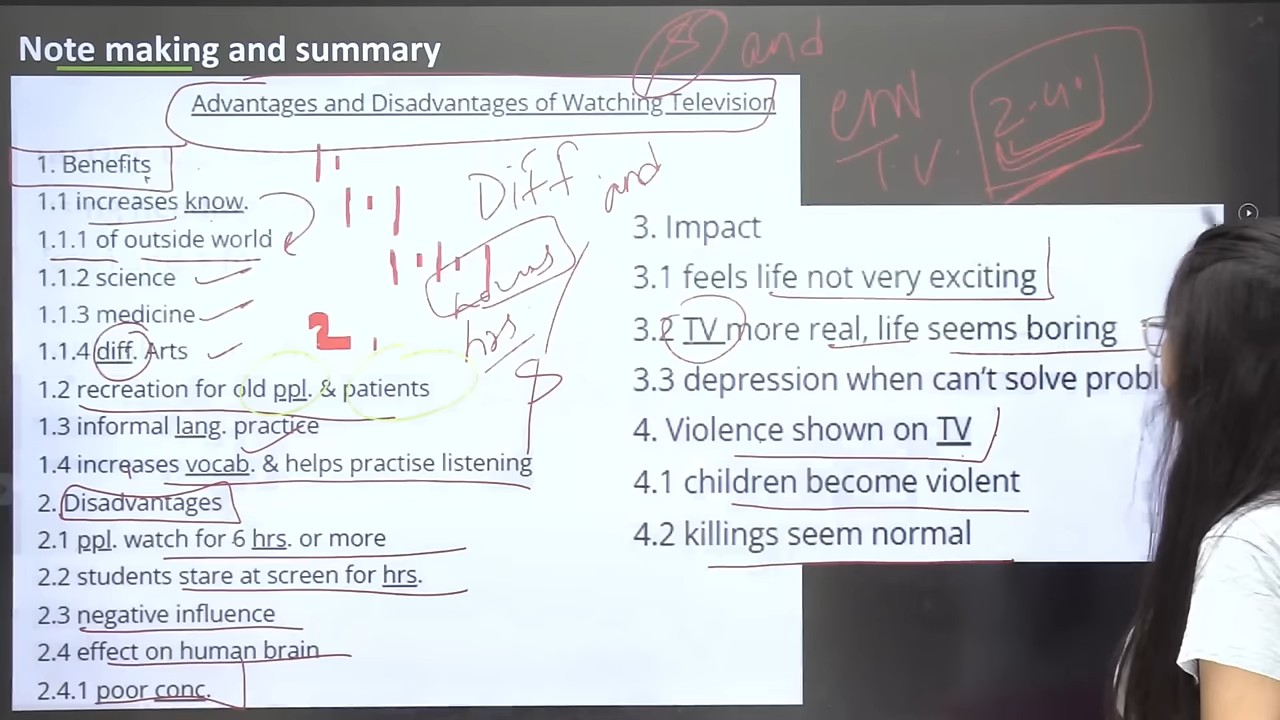 Note making and summary
Advantages and Disadvantages of Watching Television
1. Benefits
1.1 increases know.
1.1.1 of outside world
1.1.2 science
1.1.3 medicine
1.1.4 diff. Arts
1.2 recreation for old ppl. & patients
1.3 informal lang. practice
1.4 increases vocab. & helps practise listening
2. Disadvantages
2.1 ppl. watch for 6 hrs. or more
2.2 students stare at screen for hrs.
2.3 negative influence
2.4 effect on human brain
2.4.1 poor conc.
2
Diff and
hrs
and
T.V.
2.4.1
3. Impact
3.1 feels life not very exciting
3.2 TV more real, life seems boring
3.3 depression when can't solve probl
4. Violence shown on TV
4.1 children become violent
4.2 killings seem normal